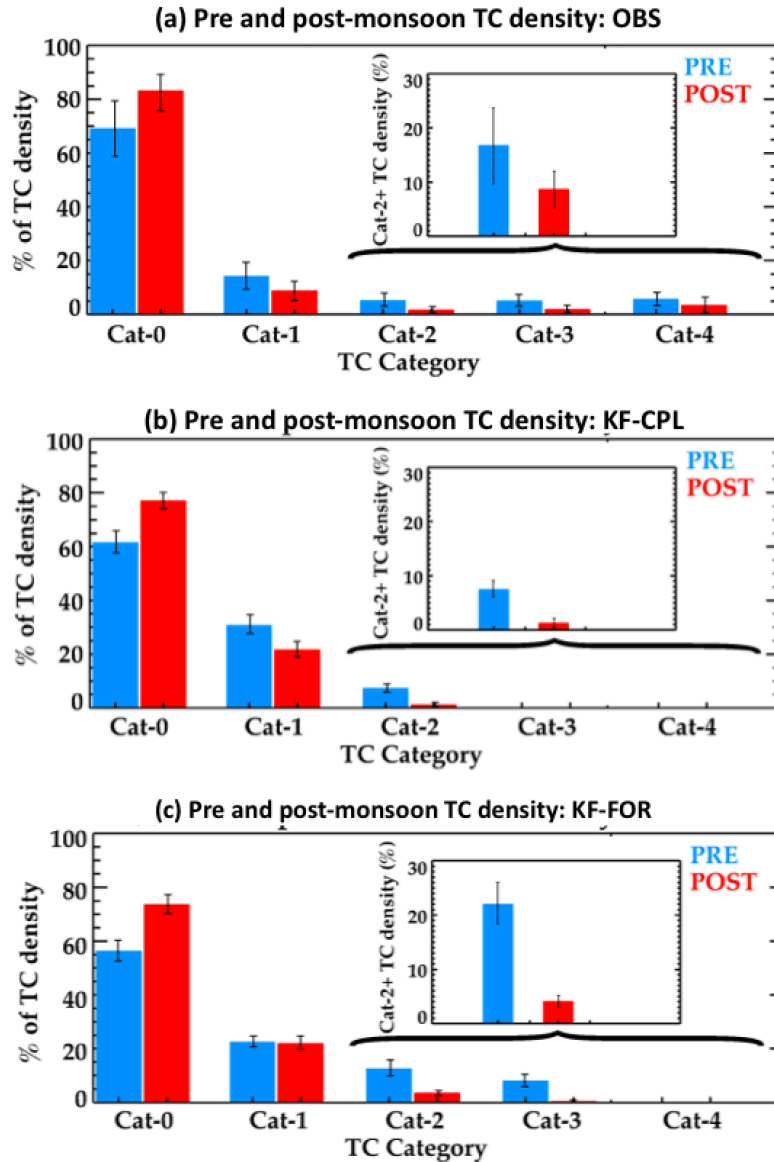 (a) Pre and post-monsoon TC density: OBS
100
80
60
40
20
0
% of TC density
30
20
10
0
Cat-2+ TC density (%)
PRE
POST
Cat-0 Cat-1 Cat-2 Cat-3 Cat-4
TC Category
(b) Pre and post-monsoon TC density: KF-CPL
100
80
60
40
20
0
% of TC density
30
20
10
0
Cat-2+ TC density (%)
PRE
POST
Cat-0 Cat-1 Cat-2 Cat-3 Cat-4
TC Category
(c) Pre and post-monsoon TC density: KF-FOR
100
80
60
40
20
0
% of TC density
30
20
10
0
Cat-2+ TC density (%)
PRE
POST
Cat-0 Cat-1 Cat-2 Cat-3 Cat-4
TC Category